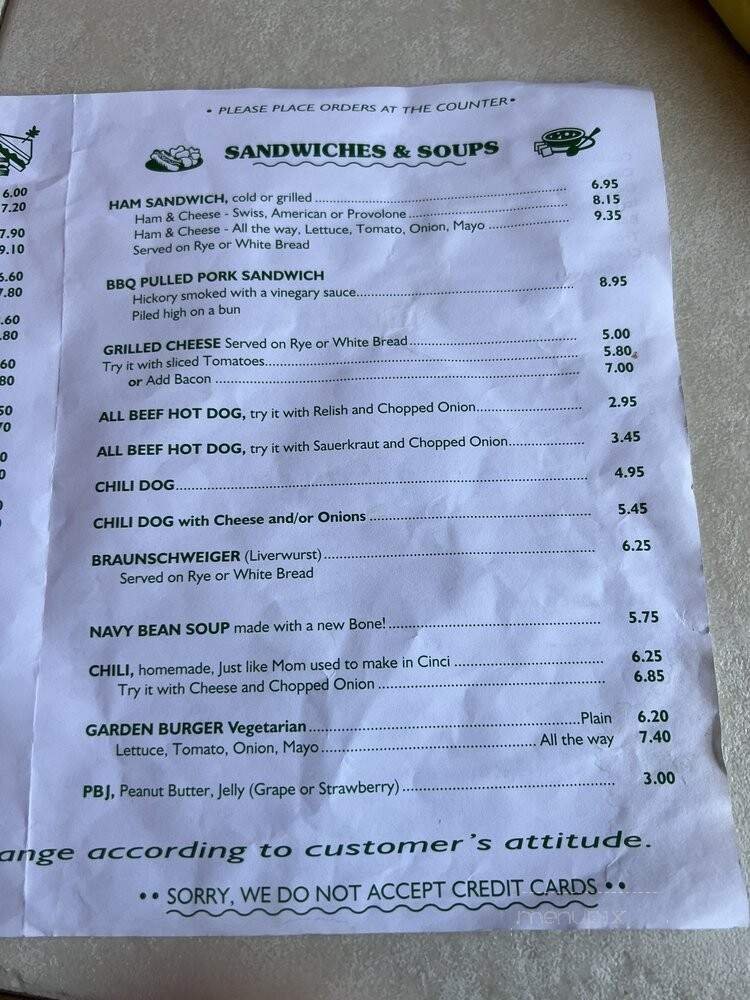 • PLEASE PLACE ORDERS AT THE COUNTER •
SANDWICHES & SOUPS
6.00
7.20
7.90
9.10
6.60
7.80
.60
.80
60
80
50
70
0
0
HAM SANDWICH, cold or grilled 6.95
Ham & Cheese - Swiss, American or Provolone 8.15
Ham & Cheese - All the way, Lettuce, Tomato, Onion, Mayo 9.35
Served on Rye or White Bread
BBQ PULLED PORK SANDWICH
Hickory smoked with a vinegary sauce 8.95
Piled high on a bun
GRILLED CHEESE Served on Rye or White Bread 5.00
Try it with sliced Tomatoes 5.80
or Add Bacon 7.00
ALL BEEF HOT DOG, try it with Relish and Chopped Onion 2.95
ALL BEEF HOT DOG, try it with Sauerkraut and Chopped Onion 3.45
CHILI DOG 4.95
CHILI DOG with Cheese and/or Onions 5.45
BRAUNSCHWEIGER (Liverwurst) 6.25
Served on Rye or White Bread
NAVY BEAN SOUP made with a new Bone! 5.75
CHILI, homemade, Just like Mom used to make in Cinci 6.25
Try it with Cheese and Chopped Onion 6.85
GARDEN BURGER Vegetarian Plain 6.20
Lettuce, Tomato, Onion, Mayo All the way 7.40
PBJ, Peanut Butter, Jelly (Grape or Strawberry) 3.00
ange according to customer's attitude.
•• SORRY, WE DO NOT ACCEPT CREDIT CARDS ••
menupix